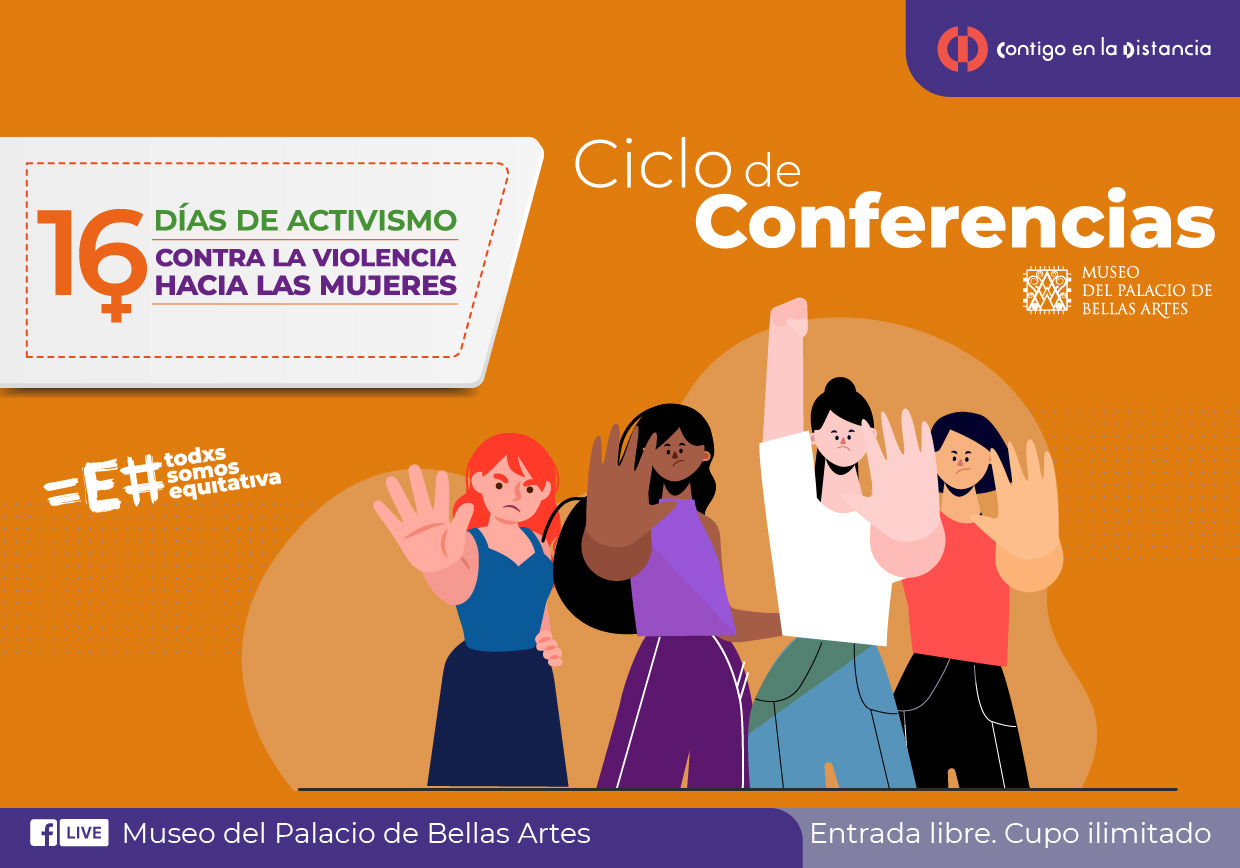 Contigo en la Distancia
Ciclo de
Conferencias
MUSEO
DEL PALACIO DE
BELLAS ARTES
16
DÍAS DE ACTIVISMO
CONTRA LA VIOLENCIA
HACIA LAS MUJERES
=E#
todxs
somos
equitativa
f LIVE Museo del Palacio de Bellas Artes
Entrada libre. Cupo ilimitado